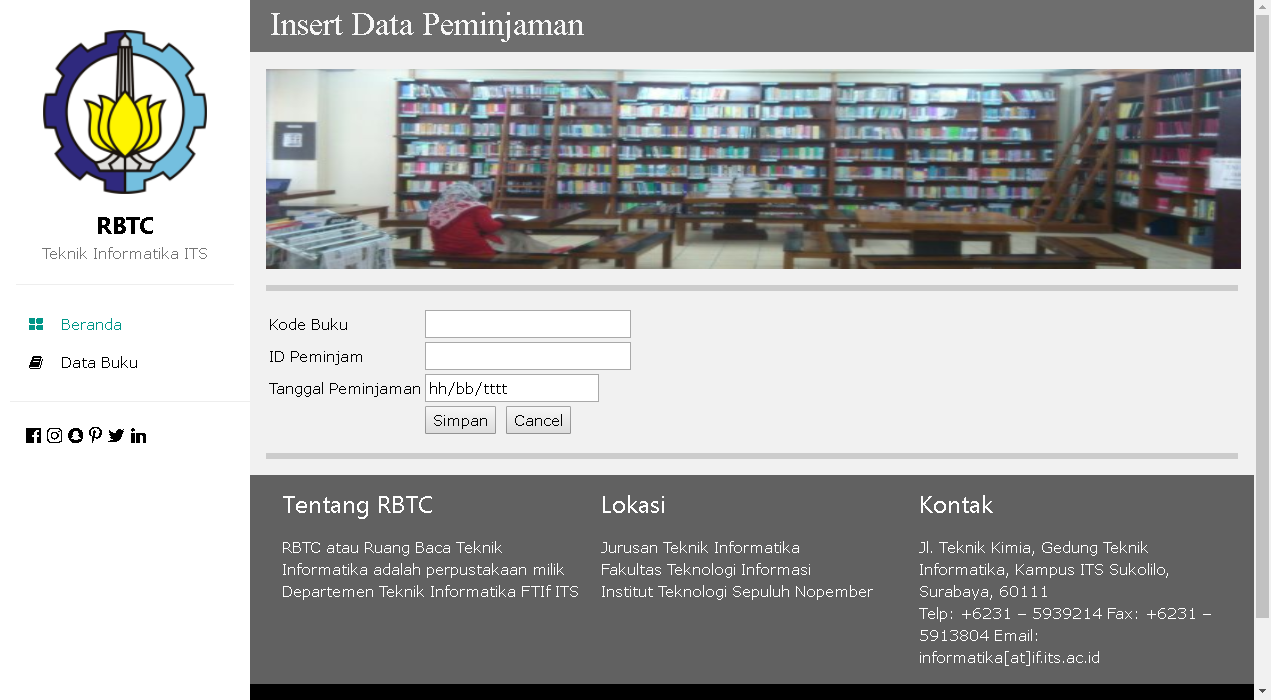 RBTC
Teknik Informatika ITS
Beranda
Data Buku
Insert Data Peminjaman
Kode Buku
ID Peminjam
Tanggal Peminjaman hh/bb/tttt
Simpan Cancel
Tentang RBTC
RBTC atau Ruang Baca Teknik
Informatika adalah perpustakaan milik
Departemen Teknik Informatika FTIf ITS
Lokasi
Jurusan Teknik Informatika
Fakultas Teknologi Informasi
Institut Teknologi Sepuluh Nopember
Kontak
Jl. Teknik Kimia, Gedung Teknik
Informatika, Kampus ITS Sukolilo,
Surabaya, 60111
Telp: +6231 – 5939214 Fax: +6231 –
5913804 Email:
informatika[at]if.its.ac.id